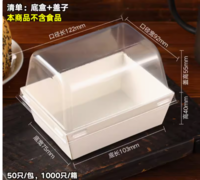 清单：底盒+盖子
本商品不含食品
口径长122mm
口径宽92mm
盖高55mm
高40mm
底宽75mm
底长103mm
50只/包，1000只/箱